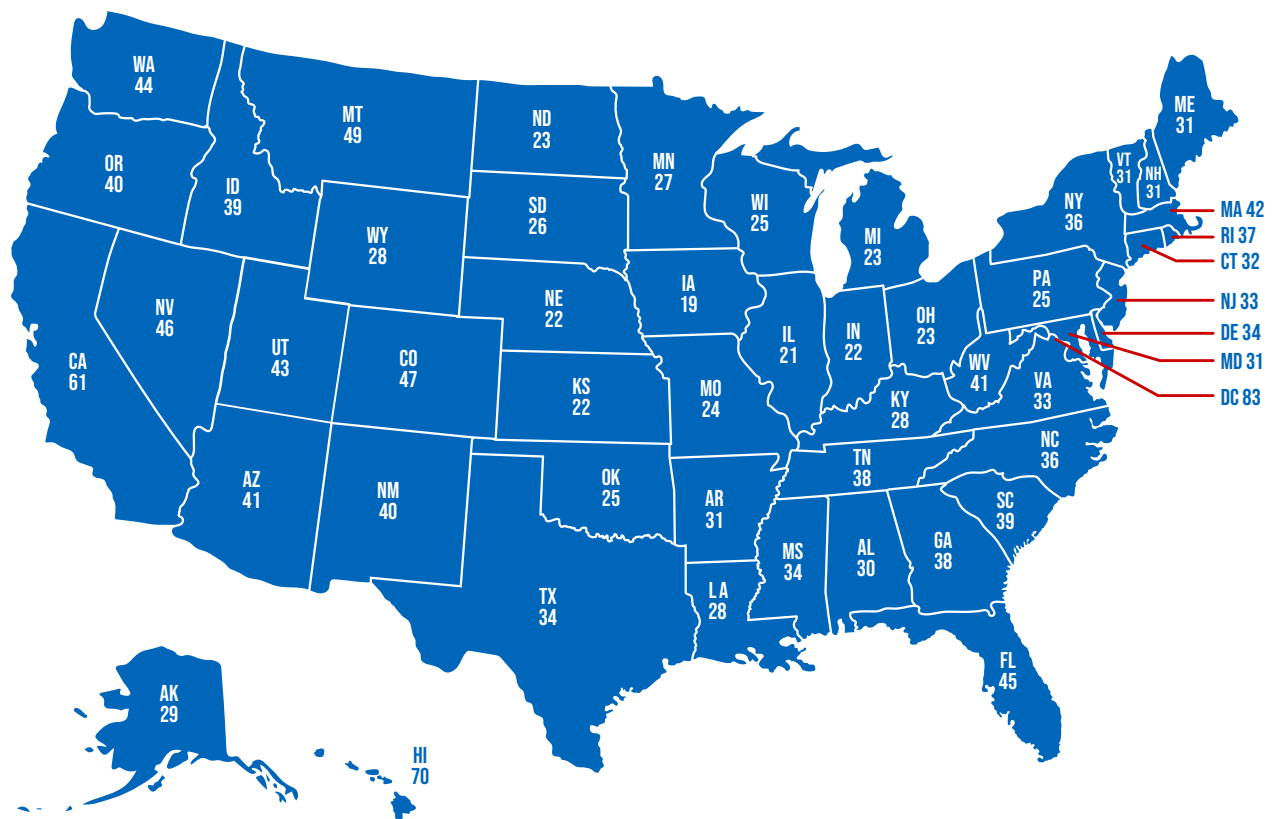 WA
44
OR
40
ID
39
MT
49
ND
23
MN
27
SD
26
WY
28
WI
25
MI
23
NY
36
VT
31
NH
31
ME
31
MA 42
RI 37
CT 32
NJ 33
DE 34
MD 31
DC 83
CA
61
NV
46
UT
43
CO
47
NE
22
IA
19
IL
21
IN
22
OH
23
PA
25
WV
41
VA
33
KS
22
MO
24
KY
28
NC
36
TN
38
SC
39
AZ
41
NM
40
OK
25
AR
31
MS
34
AL
30
GA
38
TX
34
LA
28
FL
45
AK
29
HI
70